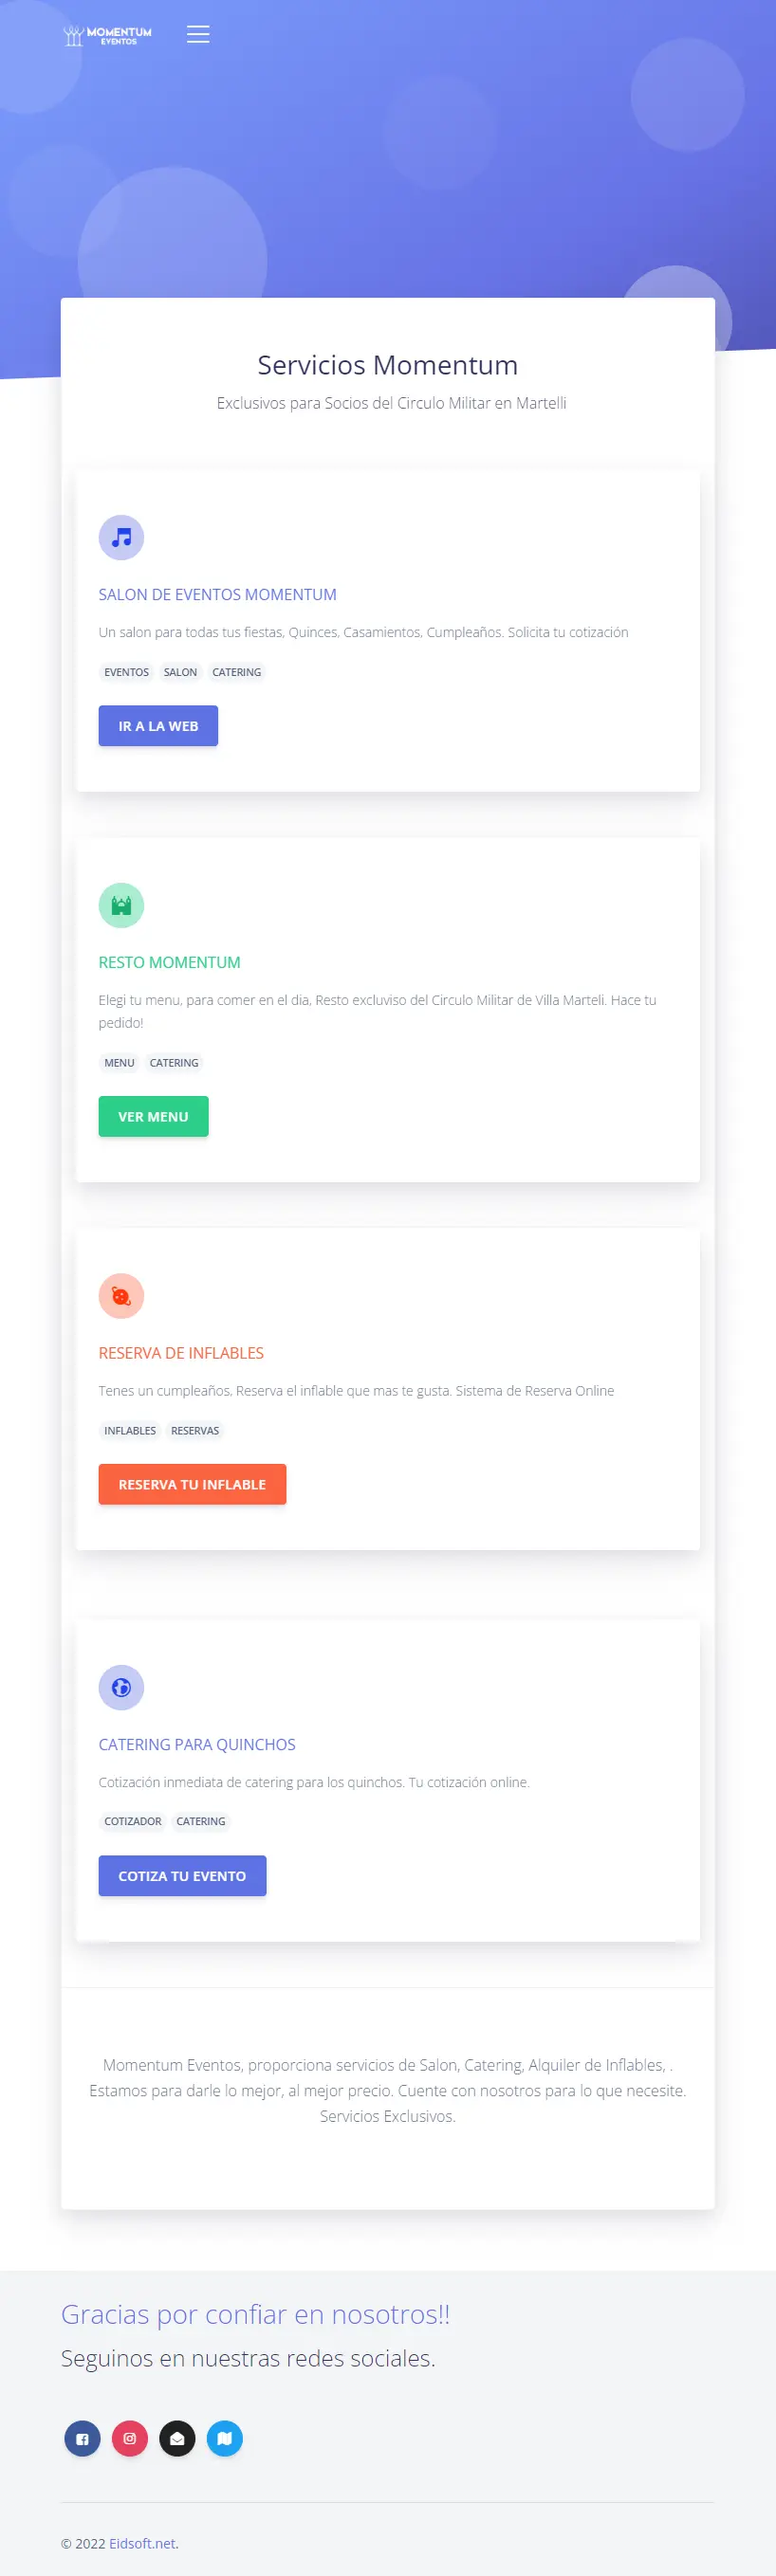 MOMENTUM
EVENTOS
Servicios Momentum
Exclusivos para Socios del Circulo Militar en Martelli
SALON DE EVENTOS MOMENTUM
Un salon para todas tus fiestas, Quinces, Casamientos, Cumpleaños. Solicita tu cotización
EVENTOS SALON CATERING
IR A LA WEB
RESTO MOMENTUM
Elegi tu menu, para comer en el dia, Resto excluviso del Circulo Militar de Villa Marteli. Hace tu
pedido!
MENU CATERING
VER MENU
RESERVA DE INFLABLES
Tenes un cumpleaños, Reserva el inflable que mas te gusta. Sistema de Reserva Online
INFLABLES RESERVAS
RESERVA TU INFLABLE
CATERING PARA QUINCHOS
Cotización inmediata de catering para los quinchos. Tu cotización online.
COTIZADOR CATERING
COTIZA TU EVENTO
Momentum Eventos, proporciona servicios de Salon, Catering, Alquiler de Inflables, .
Estamos para darle lo mejor, al mejor precio. Cuente con nosotros para lo que necesite.
Servicios Exclusivos.
Gracias por confiar en nosotros!!
Seguinos en nuestras redes sociales.
© 2022 Eidsoft.net.